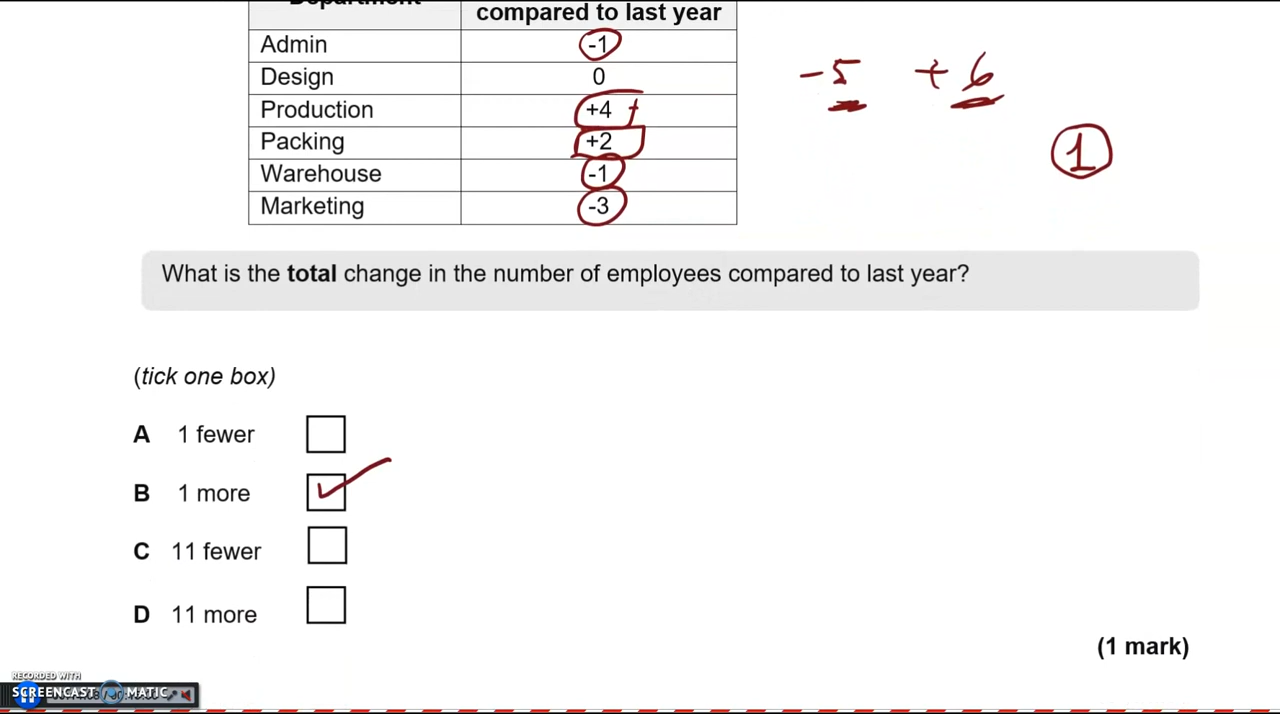 Department
compared to last year
Admin -1
Design 0
Production +4
Packing +2
Warehouse -1
Marketing -3
-5 +6
1
What is the total change in the number of employees compared to last year?
(tick one box)
A 1 fewer
B 1 more
C 11 fewer
D 11 more
(1 mark)
RECORDED WITH
SCREENCAST MATIC